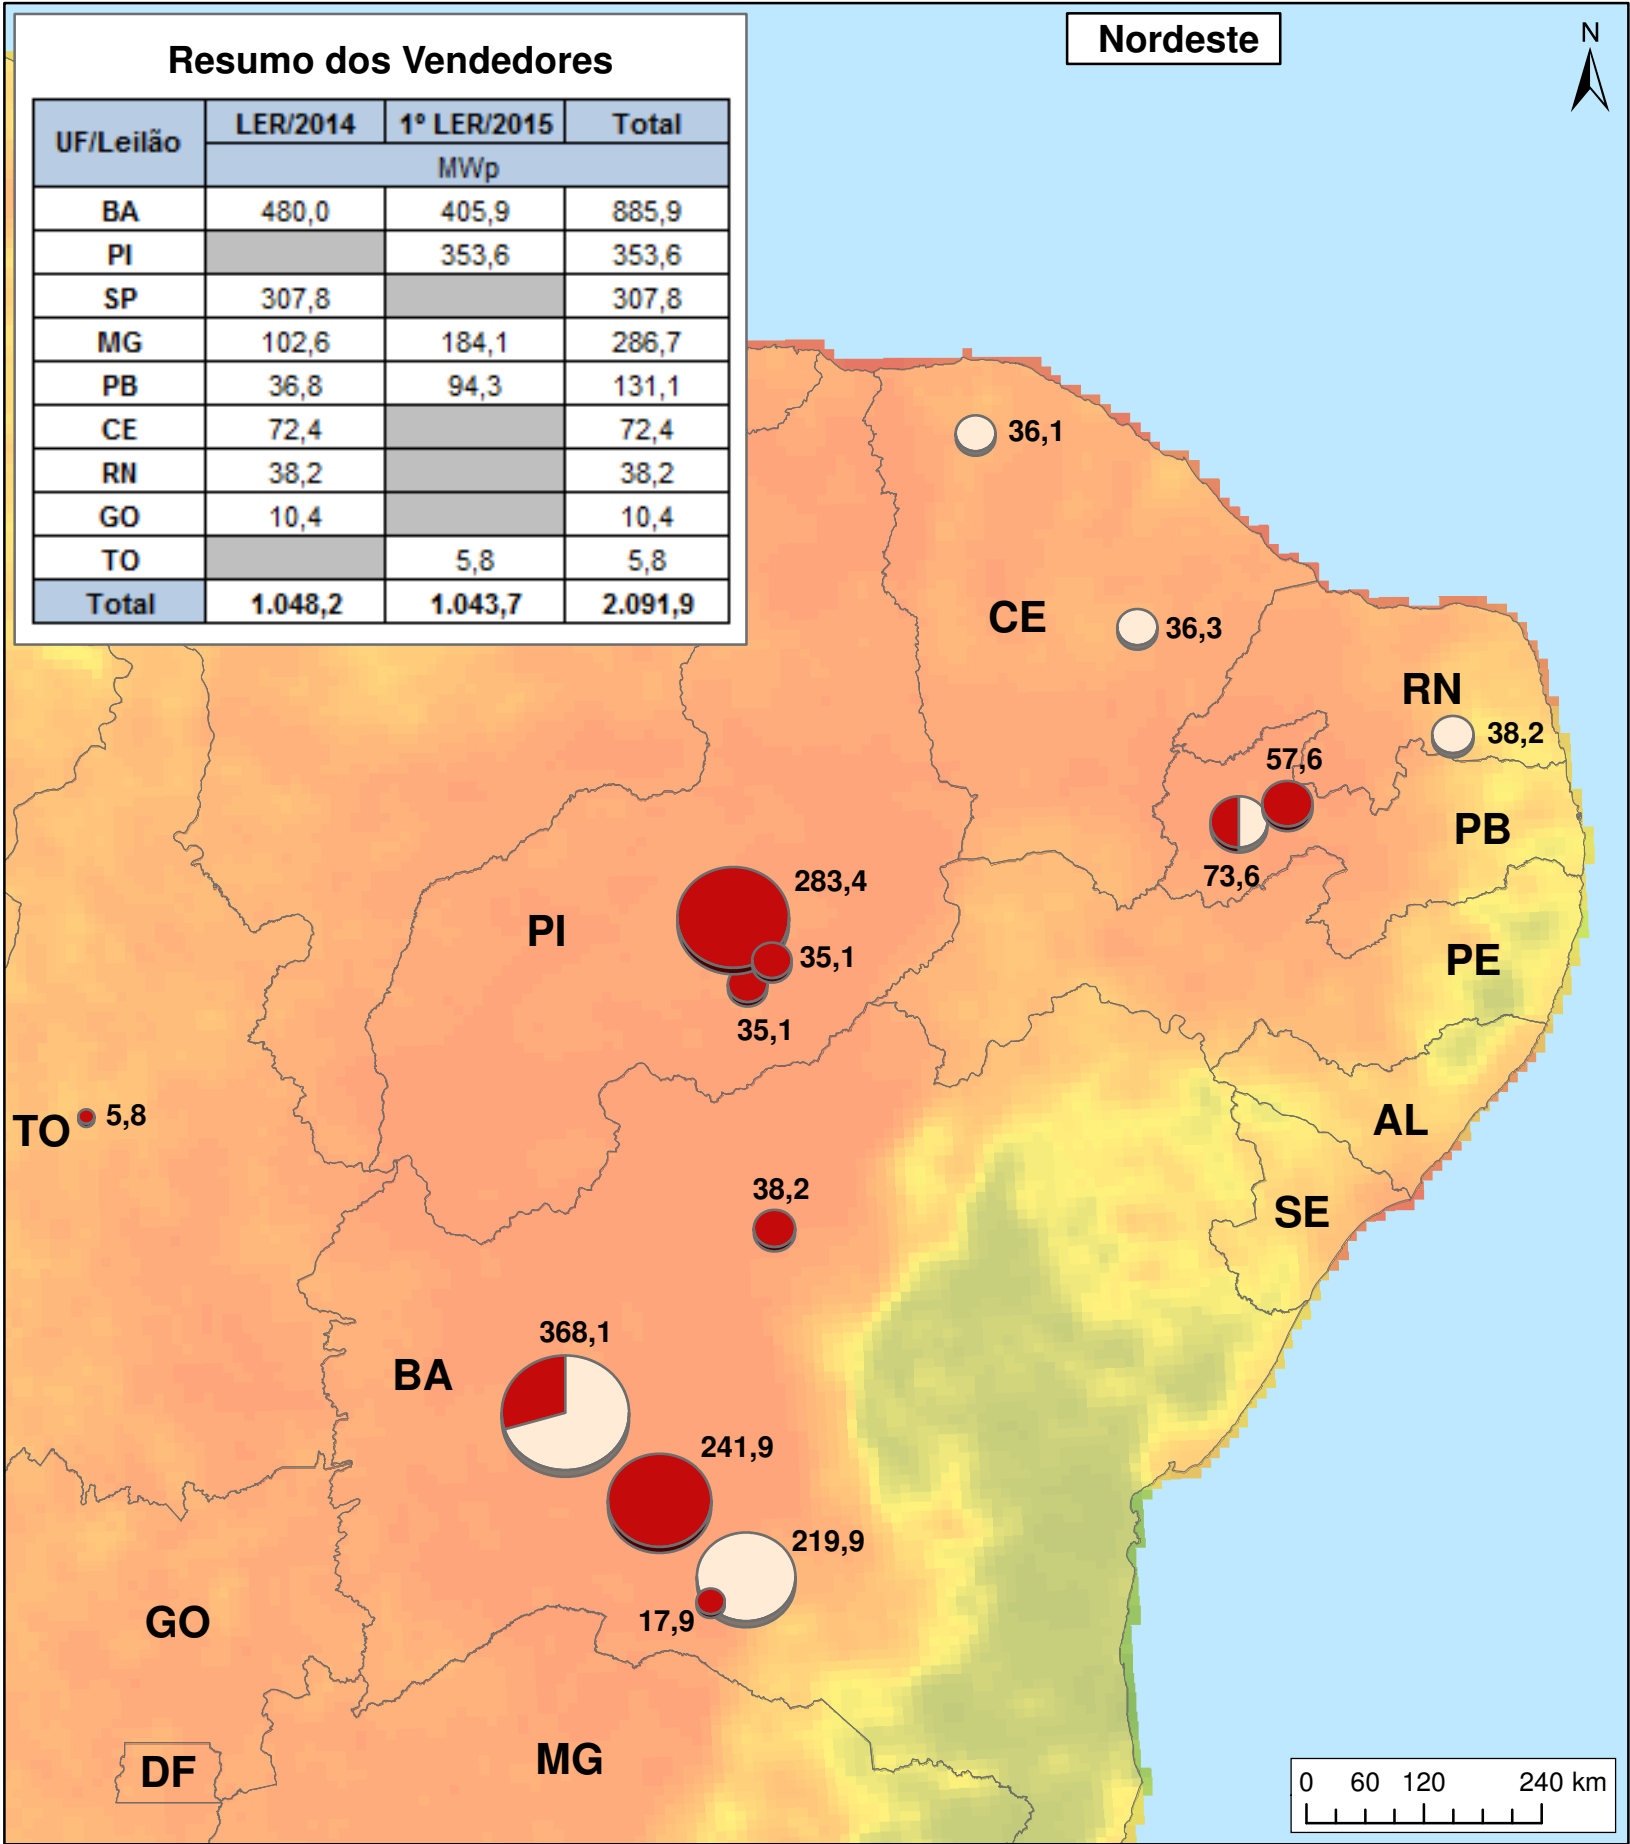 Resumo dos Vendedores
UF/Leilão LER/2014 1º LER/2015 Total
MWp
BA 480,0 405,9 885,9
PI 353,6 353,6
SP 307,8 307,8
MG 102,6 184,1 286,7
PB 36,8 94,3 131,1
CE 72,4 72,4
RN 38,2 38,2
GO 10,4 10,4
TO 5,8 5,8
Total 1.048,2 1.043,7 2.091,9
Nordeste
N
36,1
CE
36,3
RN
38,2
57,6
PB
73,6
283,4
PI
35,1
PE
35,1
TO
5,8
AL
38,2
SE
368,1
BA
241,9
219,9
17,9
GO
MG
DF
0 60 120 240 km